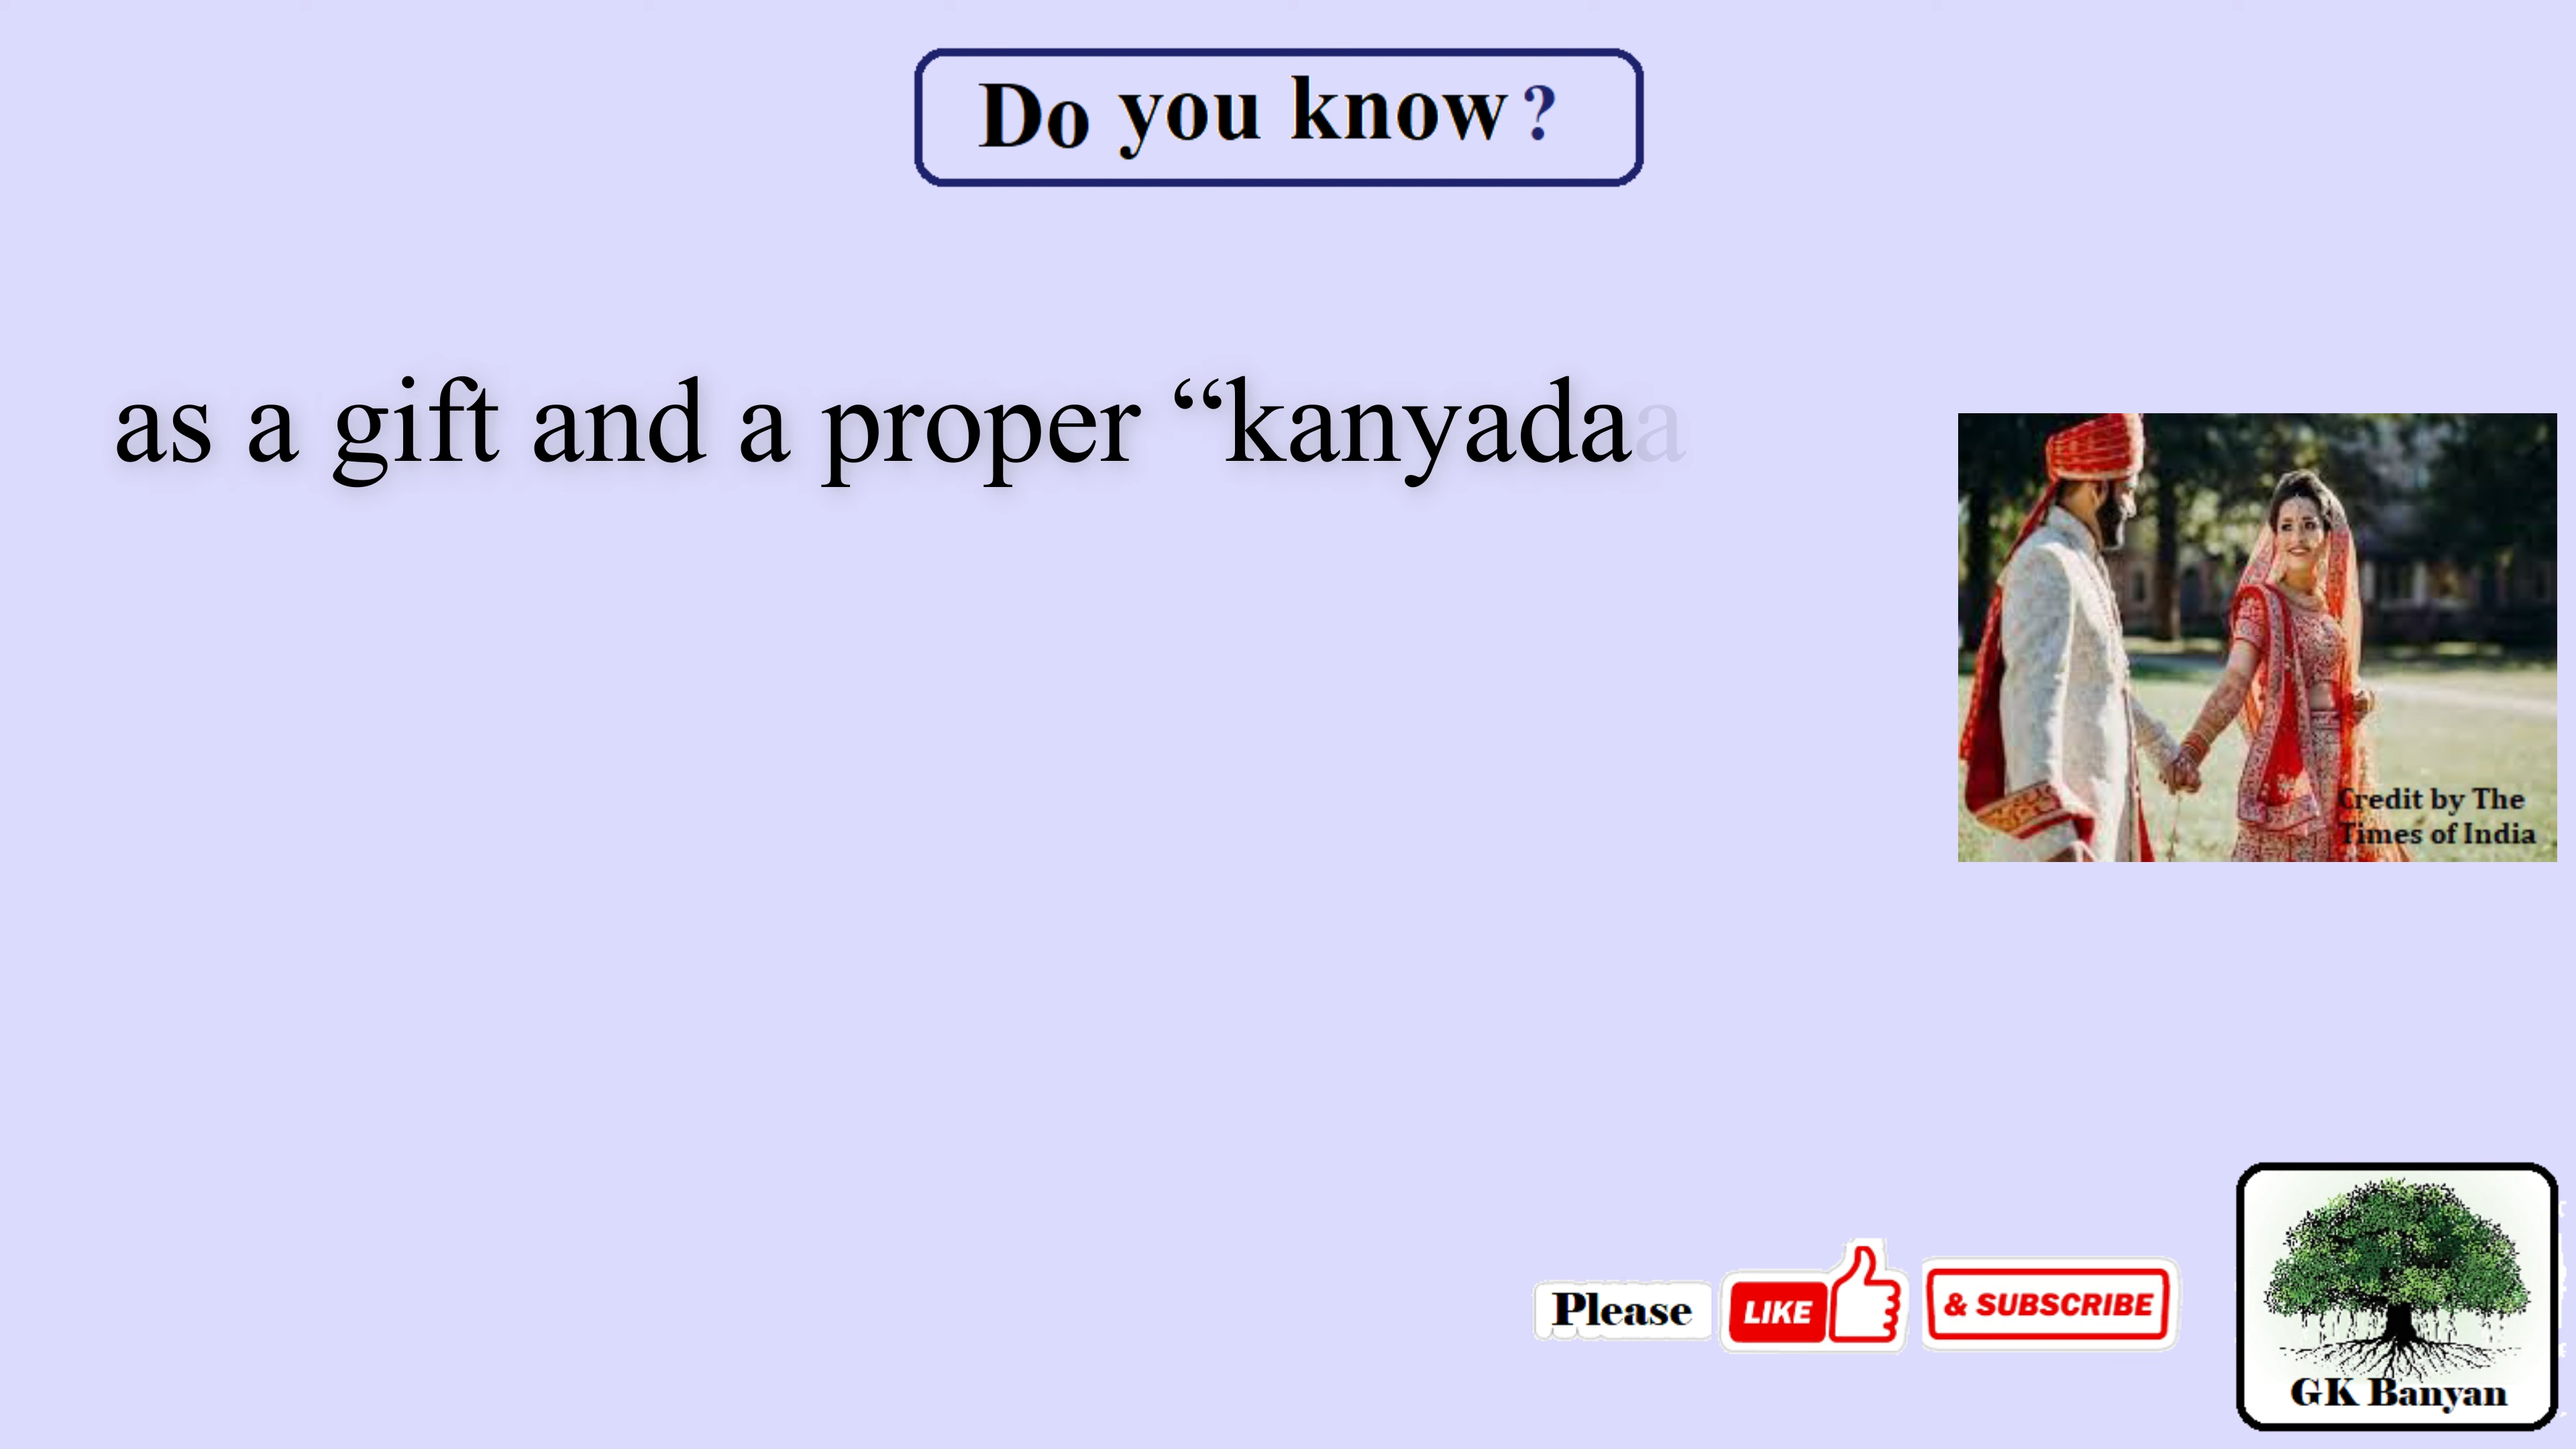 Do you know?
as a gift and a proper “kanyadaa
Credit by The
Times of India
Please LIKE & SUBSCRIBE
GK Banyan